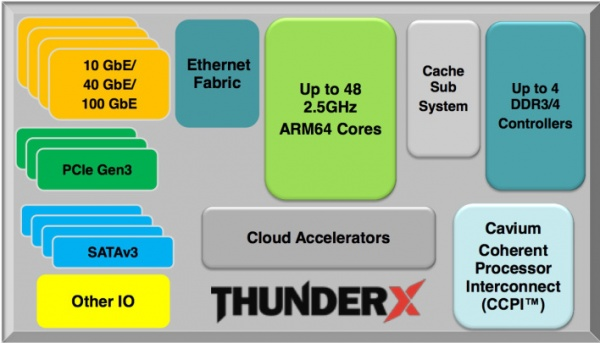 10 GbE/
40 GbE/
100 GbE
Ethernet
Fabric
Up to 48
2.5GHz
ARM64 Cores
Cache
Sub
System
Up to 4
DDR3/4
Controllers
PCIe Gen3
SATAv3
Cloud Accelerators
Cavium
Coherent
Processor
Interconnect
(CCPI™)
Other IO
THUNDERX